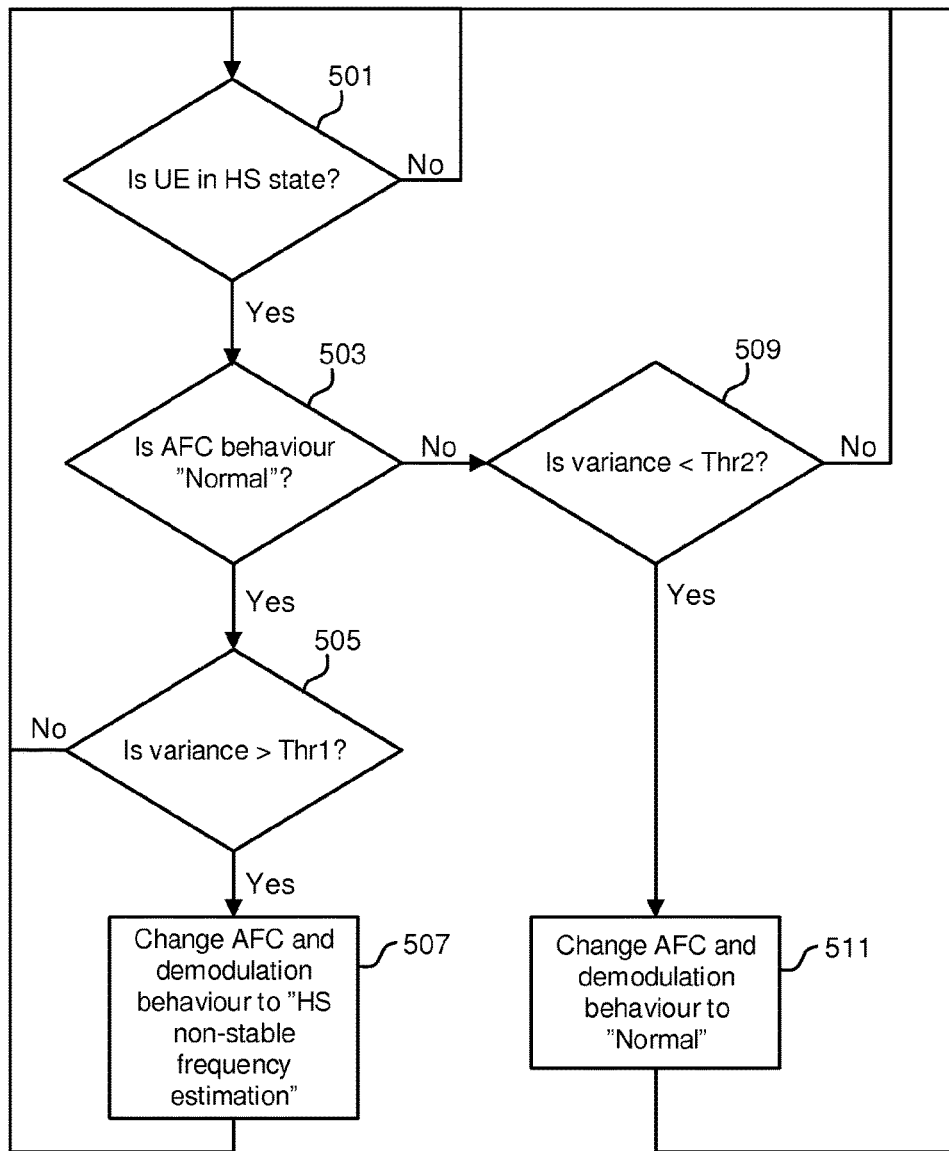 501
Is UE in HS state?
No
Yes
503
Is AFC behaviour
”Normal”?
No
509
Is variance < Thr2?
No
Yes
Yes
505
No
Is variance > Thr1?
Yes
Change AFC and
demodulation
behaviour to ”HS
non-stable
frequency
estimation”
507
Change AFC and
demodulation
behaviour to
”Normal”
511